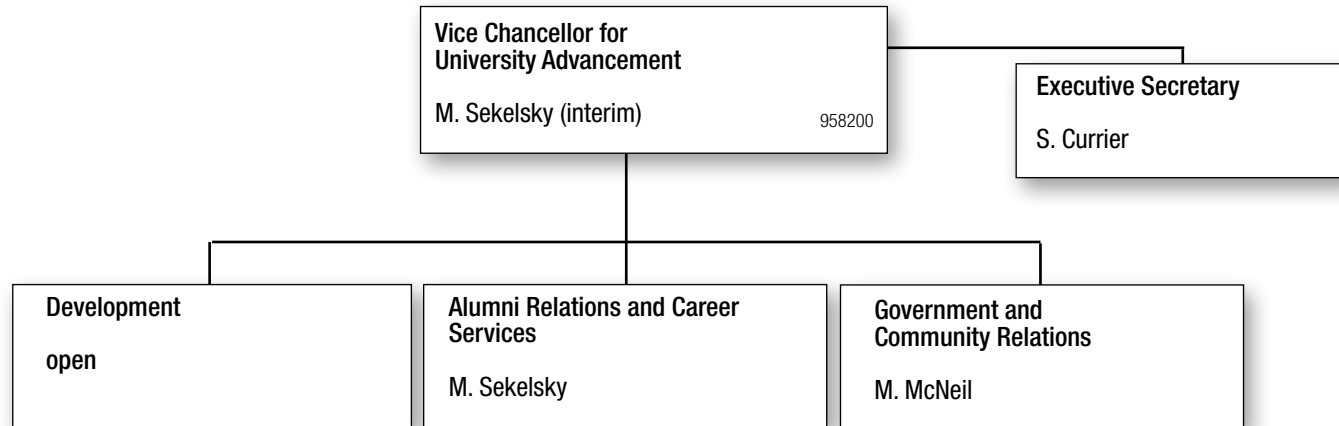 Vice Chancellor for
University Advancement
M. Sekelsky (interim)
958200
Executive Secretary
S. Currier
Development
open
Alumni Relations and Career
Services
M. Sekelsky
Government and
Community Relations
M. McNeil